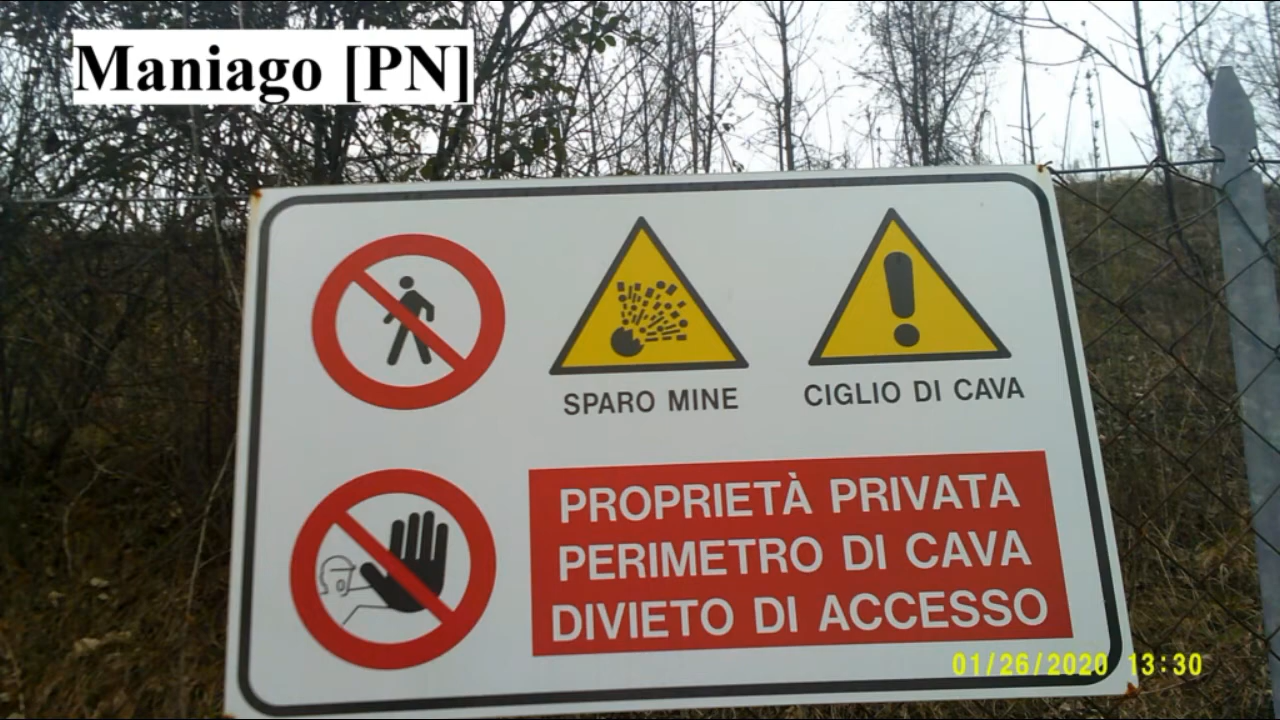 Maniago [PN]
SPARO MINE
CIGLIO DI CAVA
PROPRIETÀ PRIVATA
PERIMETRO DI CAVA
DIVIETO DI ACCESSO
01/26/2020 13:30